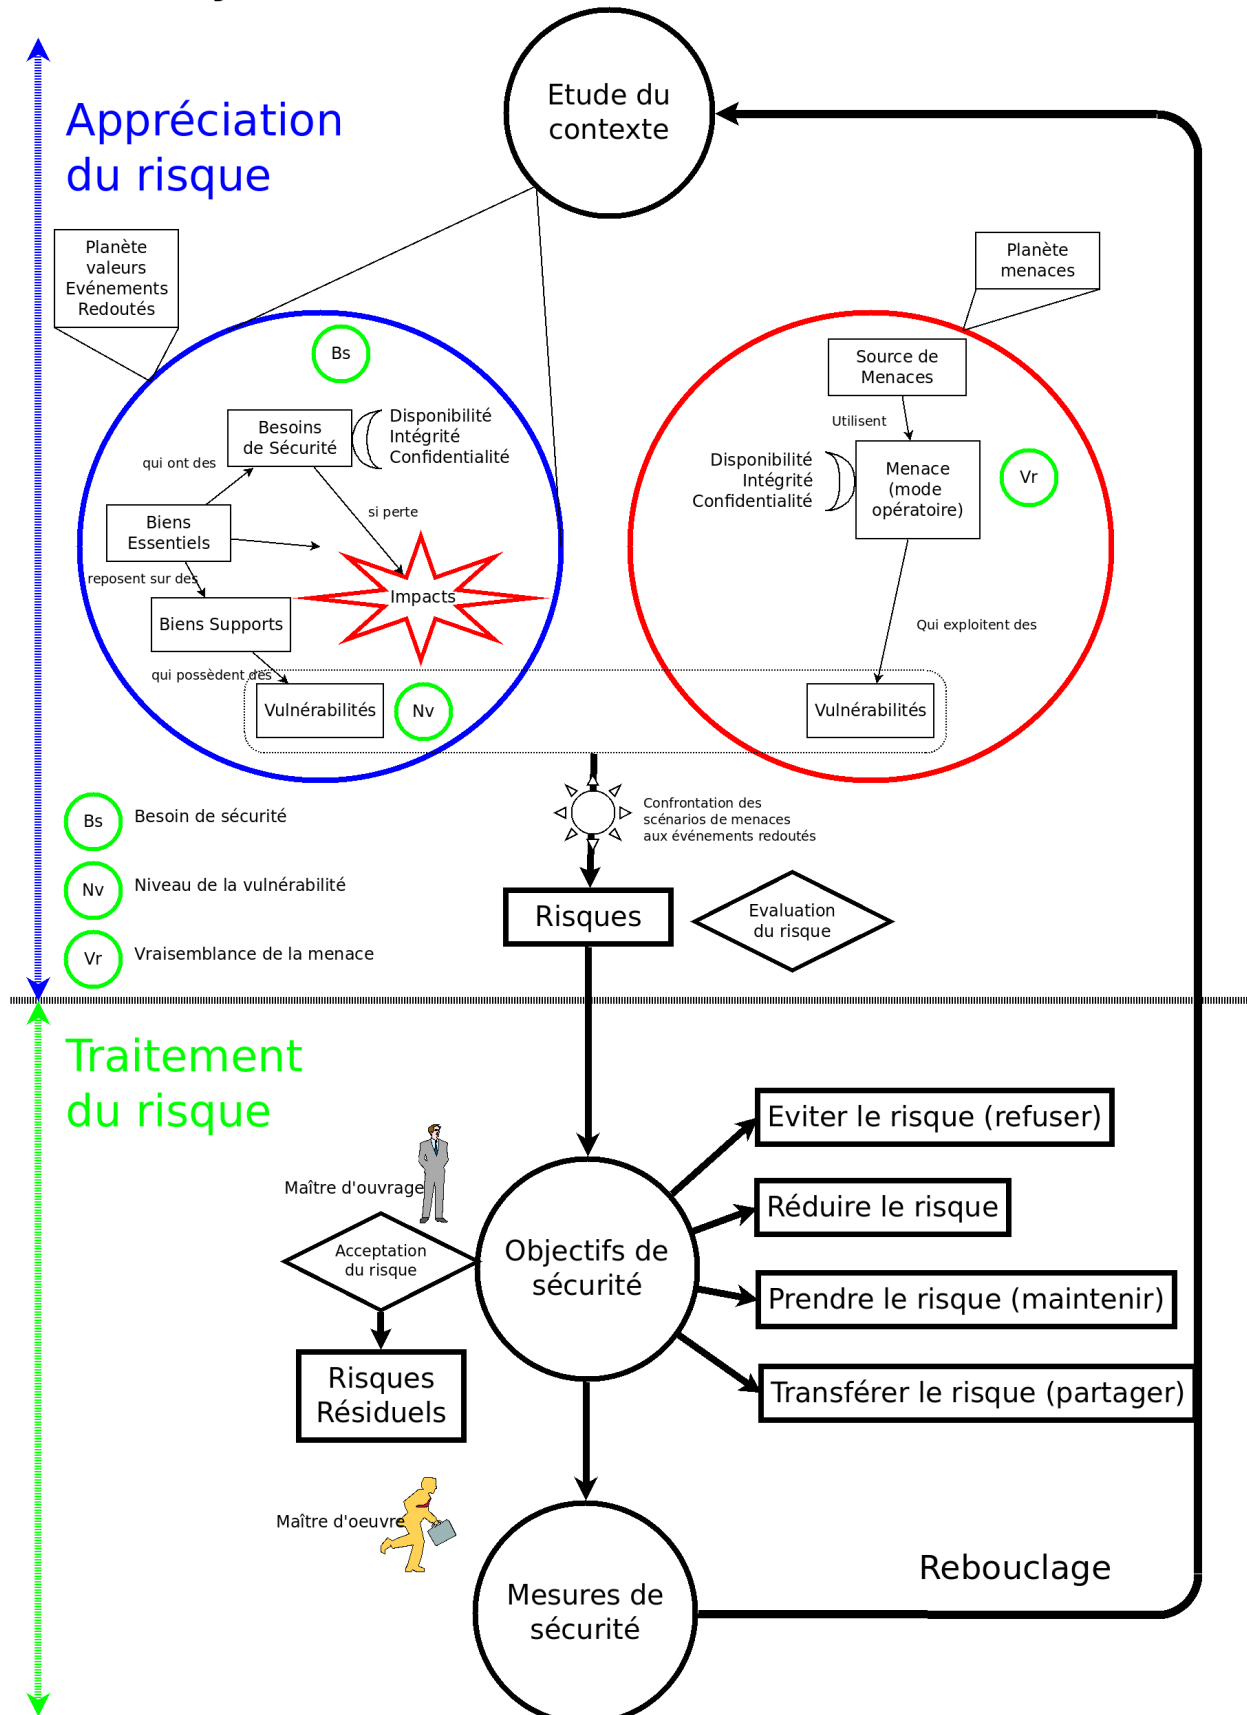 Etude du
contexte
Appréciation
du risque
Planète
valeurs
Evénements
Redoutés
Planète
menaces
Bs
Besoins
de Sécurité
Disponibilité
Intégrité
Confidentialité
qui ont des
si perte
Biens
Essentiels
reposent sur des
Impacts
Biens Supports
qui possèdent des
Vulnérabilités
Nv
Source de
Menaces
Utilisent
Disponibilité
Intégrité
Confidentialité
Menace
(mode
opératoire)
Vr
Qui exploitent des
Vulnérabilités
Confrontation des
scénarios de menaces
aux événements redoutés
Bs
Besoin de sécurité
Nv
Niveau de la vulnérabilité
Vr
Vraisemblance de la menace
Risques
Evaluation
du risque
Traitement
du risque
Eviter le risque (refuser)
Maître d'ouvrage
Réduire le risque
Acceptation
du risque
Objectifs de
sécurité
Prendre le risque (maintenir)
Risques
Résiduels
Transférer le risque (partager)
Maître d'oeuvre
Rebouclage
Mesures de
sécurité